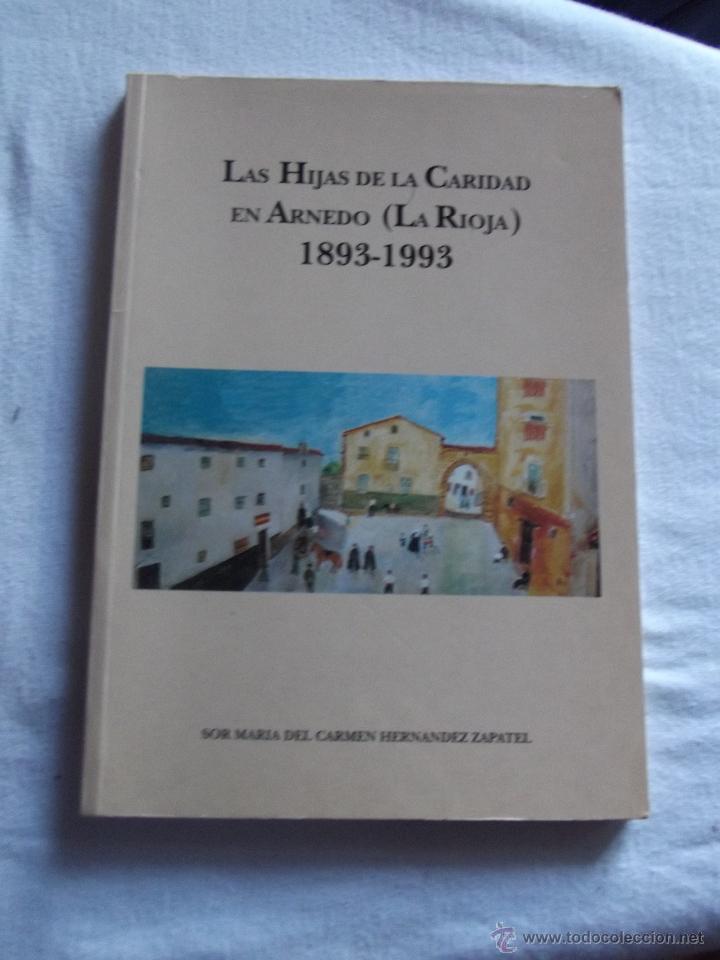 LAS HIJAS DE LA CARIDAD
EN ARNEDO (LA RIOJA)
1893-1993
SOR MARIA DEL CARMEN HERNANDEZ ZAPATEL
© www.todocoleccion.net